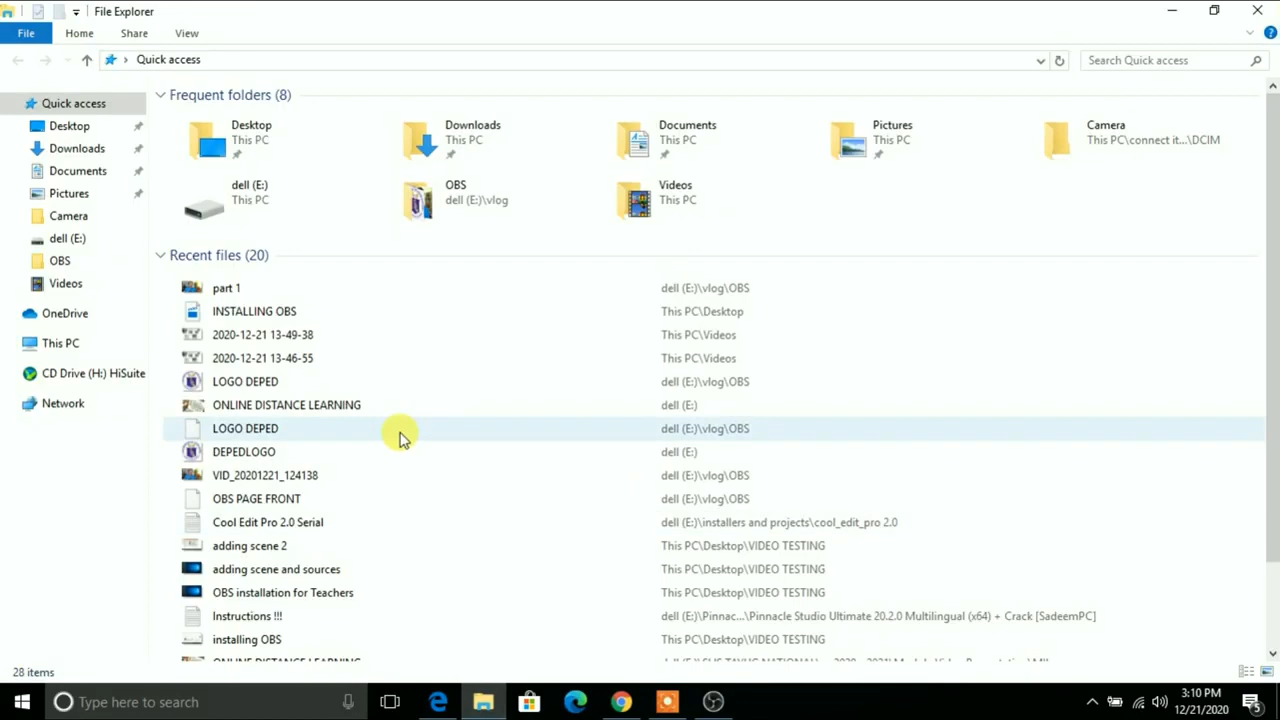 File Explorer
File Home Share View
Quick access
Search Quick access
Quick access
Desktop
Downloads
Documents
Pictures
Camera
dell (E:)
OBS
Videos
OneDrive
This PC
CD Drive (H:) HiSuite
Network
Frequent folders (8)
Desktop
This PC
Downloads
This PC
Documents
This PC
Pictures
This PC
Camera
This PC\connect it...\DCIM
dell (E:)
This PC
OBS
dell (E:)\vlog
Videos
This PC
Recent files (20)
part 1 dell (E:)\vlog\OBS
INSTALLING OBS This PC\Desktop
2020-12-21 13-49-38 This PC\Videos
2020-12-21 13-46-55 This PC\Videos
LOGO DEPED dell (E:)\vlog\OBS
ONLINE DISTANCE LEARNING dell (E:)
LOGO DEPED dell (E:)\vlog\OBS
DEPEDLOGO dell (E:)
VID_20201221_124138 dell (E:)\vlog\OBS
OBS PAGE FRONT dell (E:)\vlog\OBS
Cool Edit Pro 2.0 Serial dell (E:)\installers and projects\cool_edit_pro 2.0
adding scene 2 This PC\Desktop\VIDEO TESTING
adding scene and sources This PC\Desktop\VIDEO TESTING
OBS installation for Teachers This PC\Desktop\VIDEO TESTING
Instructions !!! dell (E:)\Pinnac...\Pinnacle Studio Ultimate 20.2.0 Multilingual (x64) + Crack [SadeemPC]
installing OBS This PC\Desktop\VIDEO TESTING
ONLINE DISTANCE LEARNING
28 items
Type here to search
3:10 PM
12/21/2020
5